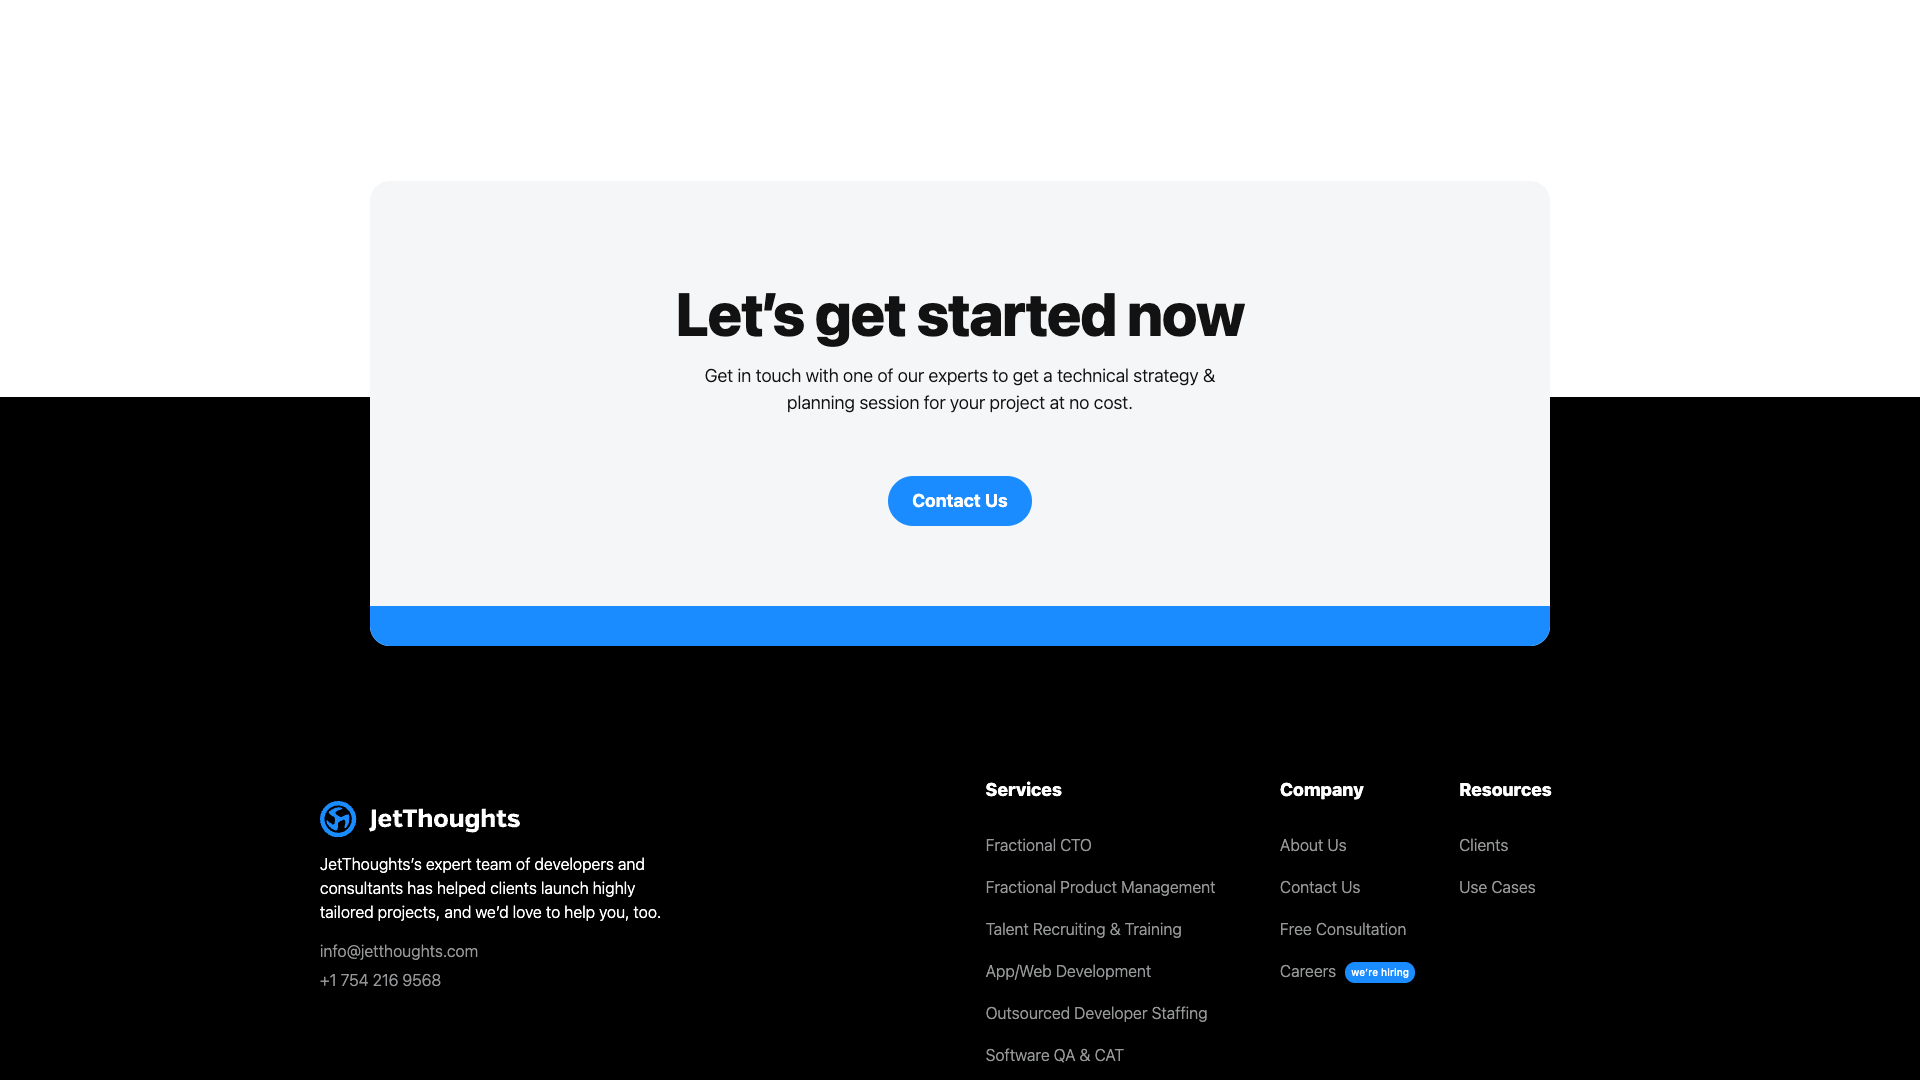 Let’s get started now
Get in touch with one of our experts to get a technical strategy &
planning session for your project at no cost.
Contact Us
JetThoughts
JetThoughts’s expert team of developers and
consultants has helped clients launch highly
tailored projects, and we’d love to help you, too.
info@jetthoughts.com
+1 754 216 9568
Services
Fractional CTO
Fractional Product Management
Talent Recruiting & Training
App/Web Development
Outsourced Developer Staffing
Software QA & CAT
Company
About Us
Contact Us
Free Consultation
Careers we’re hiring
Resources
Clients
Use Cases